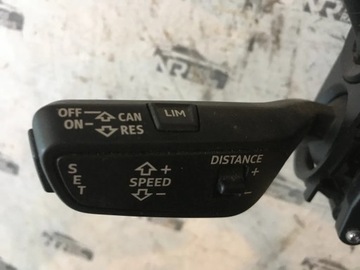 OFF CAN
ON RES
LIM
DISTANCE
+
-
SET
+
SPEED
-